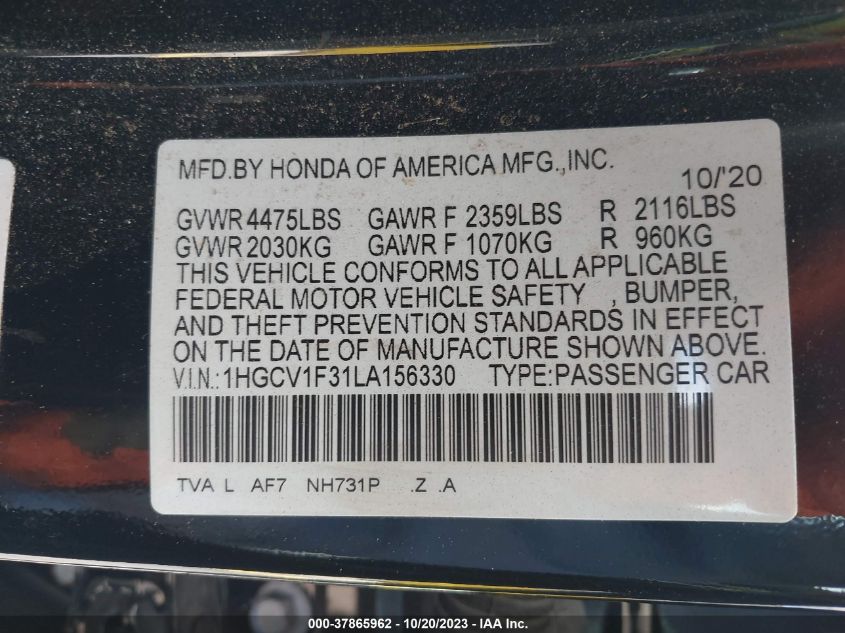 MFD.BY HONDA OF AMERICA MFG.,INC. 10/'20
GVWR 4475LBS GAWR F 2359LBS R 2116LBS
GVWR 2030KG GAWR F 1070KG R 960KG
THIS VEHICLE CONFORMS TO ALL APPLICABLE
FEDERAL MOTOR VEHICLE SAFETY , BUMPER,
AND THEFT PREVENTION STANDARDS IN EFFECT
ON THE DATE OF MANUFACTURE SHOWN ABOVE.
V.I.N.:1HGCV1F31LA156330 TYPE:PASSENGER CAR
TVA L AF7 NH731P .Z .A
000-37865962 - 10/20/2023 - IAA Inc.